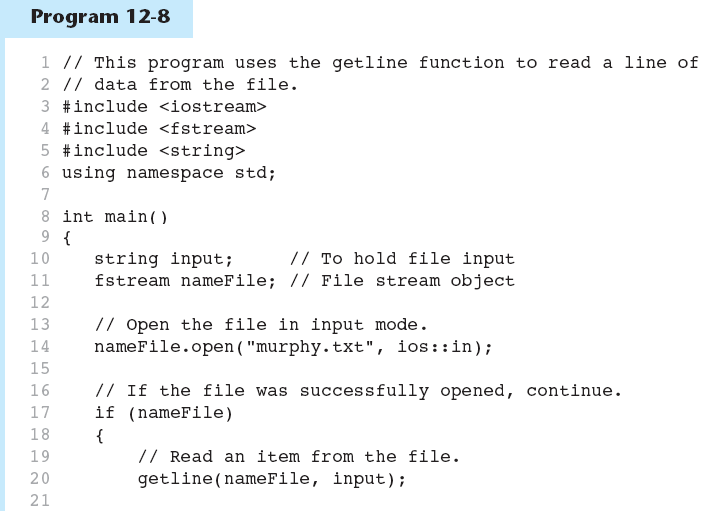 Program 12-8
1 // This program uses the getline function to read a line of
2 // data from the file.
3 #include <iostream>
4 #include <fstream>
5 #include <string>
6 using namespace std;
7
8 int main()
9 {
10    string input;     // To hold file input
11    fstream nameFile; // File stream object
12
13    // Open the file in input mode.
14    nameFile.open("murphy.txt", ios::in);
15
16    // If the file was successfully opened, continue.
17    if (nameFile)
18    {
19        // Read an item from the file.
20        getline(nameFile, input);
21